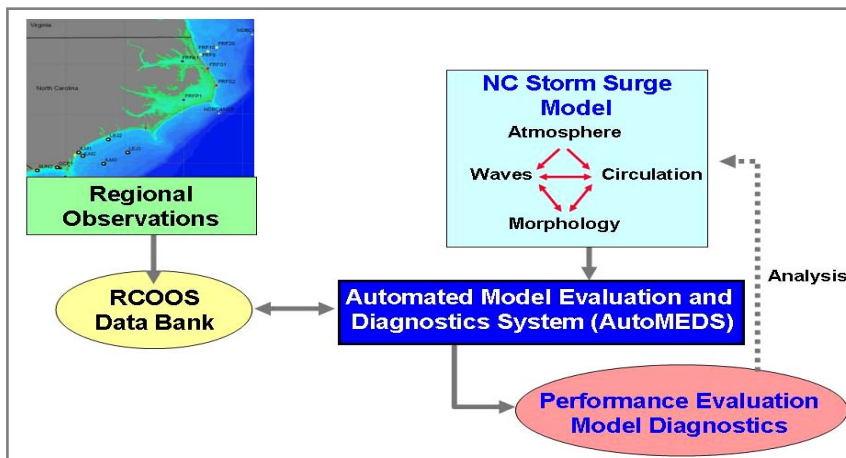 Virginia
North Carolina
Regional
Observations
RCOOS
Data Bank
NC Storm Surge
Model
Atmosphere
Waves
Circulation
Morphology
Automated Model Evaluation and
Diagnostics System (AutoMEDS)
Analysis
Performance Evaluation
Model Diagnostics